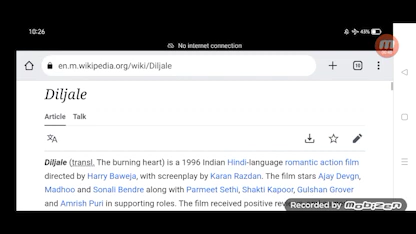 10:26
43%
No internet connection
en.m.wikipedia.org/wiki/Diljale
10
Diljale
Article Talk
Diljale (transl. The burning heart) is a 1996 Indian Hindi-language romantic action film
directed by Harry Baweja, with screenplay by Karan Razdan. The film stars Ajay Devgn,
Madhoo and Sonali Bendre along with Parmeet Sethi, Shakti Kapoor, Gulshan Grover
and Amrish Puri in supporting roles. The film received positive rev
Recorded by MOBIZEN